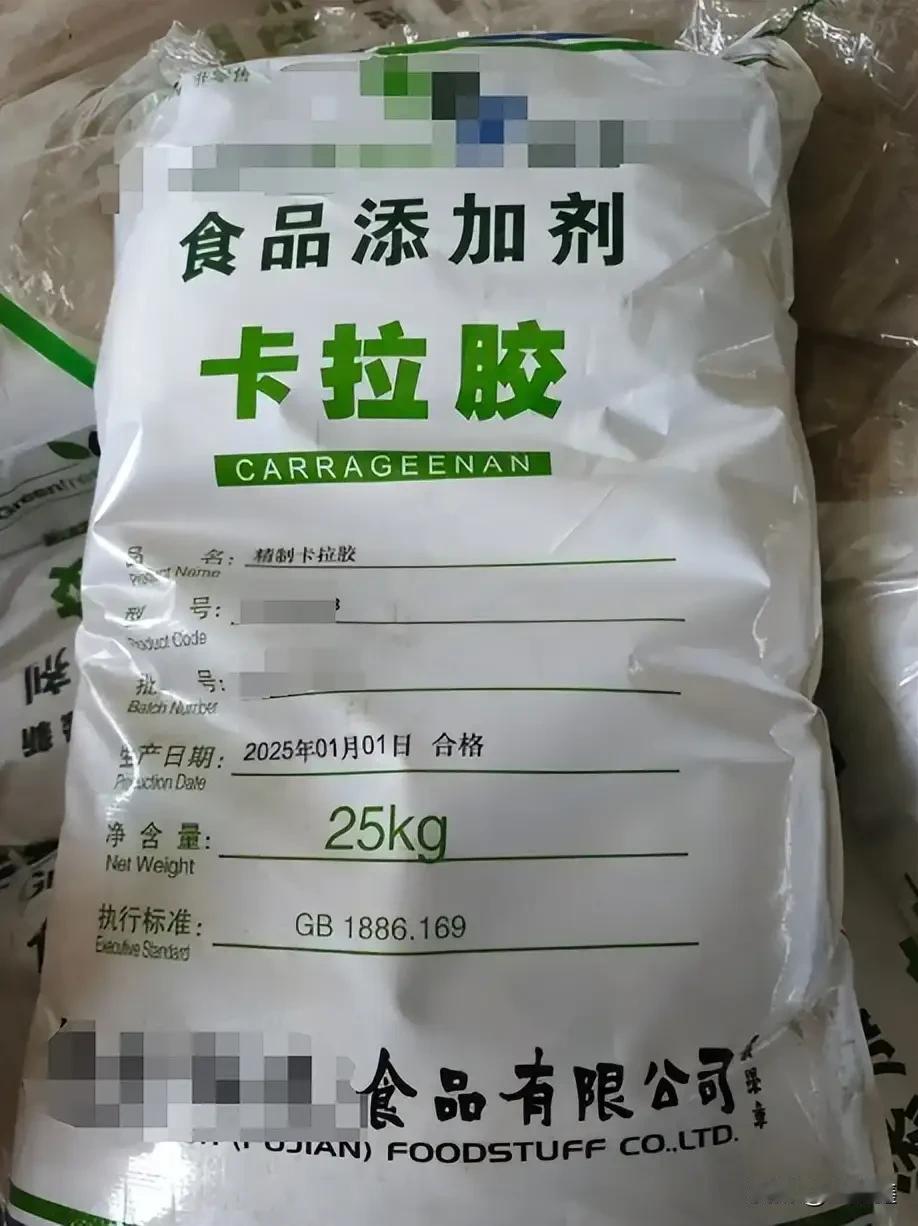 食品添加剂
卡拉胶
CARRAGEENAN
品 名: 精制卡拉胶
Product Name
型 号:
Product Code
批 号:
Batch Number
生产日期: 2025年01月01日 合格
Production Date
净含量: 25kg
Net Weight
执行标准: GB 1886.169
Executive Standard
食品有限公司
(FUJIAN) FOODSTUFF CO.,LTD.